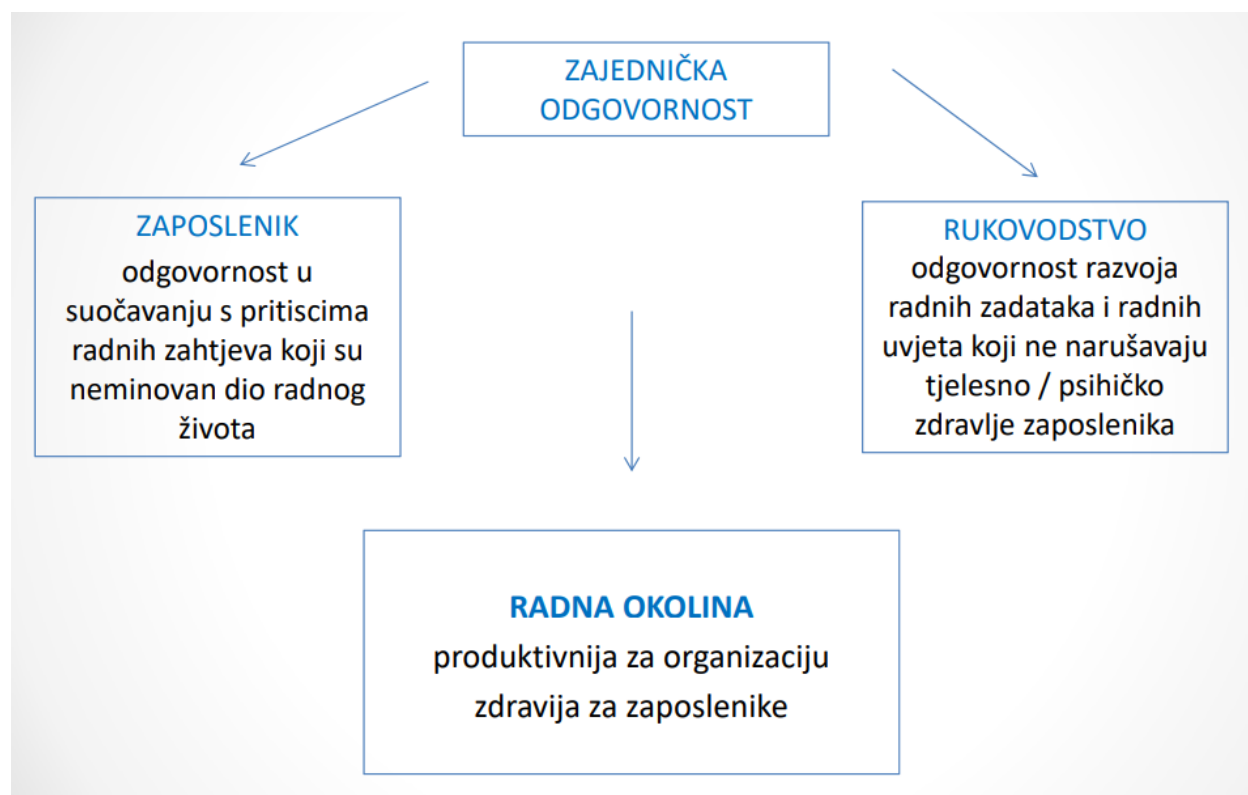 ZAJEDNIČKA
ODGOVORNOST
ZAPOSLENIK
odgovornost u
suočavanju s pritiscima
radnih zahtjeva koji su
neminovan dio radnog
života
RUKOVODSTVO
odgovornost razvoja
radnih zadataka i radnih
uvjeta koji ne narušavaju
tjelesno / psihičko
zdravlje zaposlenika
RADNA OKOLINA
produktivnija za organizaciju
zdravija za zaposlenike